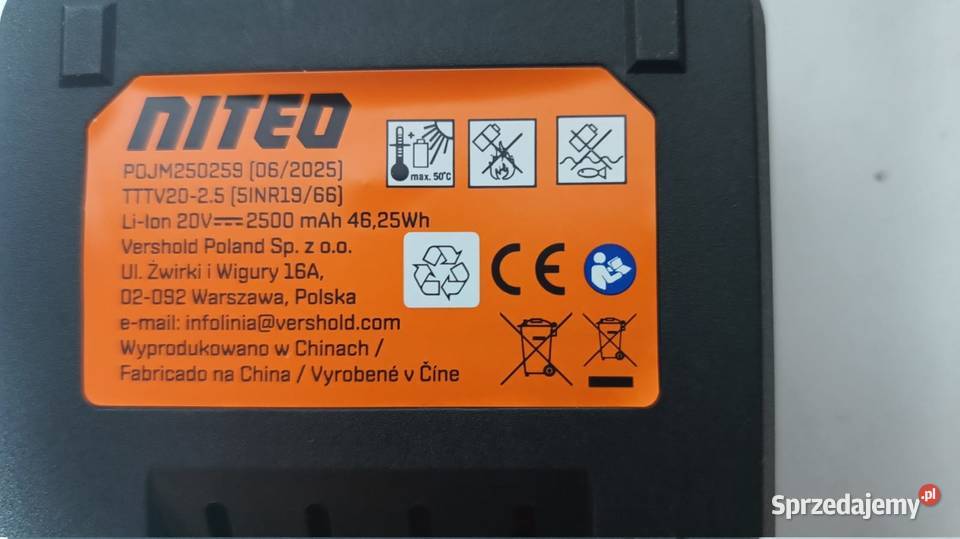 NITEO
PDJM250259 [06/2025]
TTTV20-2.5 [5INR19/66]
Li-Ion 20V⎓2500 mAh 46,25Wh
Vershold Poland Sp. z o.o.
Ul. Żwirki i Wigury 16A,
02-092 Warszawa, Polska
e-mail: infolinia@vershold.com
Wyprodukowano w Chinach /
Fabricado na China / Vyrobené v Číne
max. 50°C
CE
Sprzedajemy.pl